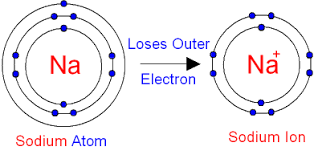 Na
Loses Outer
Electron
Na+
Sodium Atom
Sodium Ion